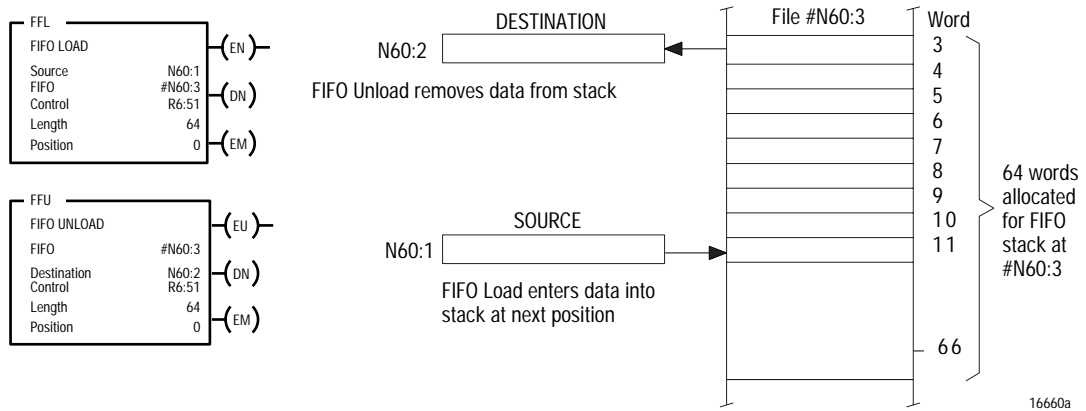 FFL
FIFO LOAD
Source N60:1
FIFO #N60:3
Control R6:51
Length 64
Position 0
EN
DN
EM
FFU
FIFO UNLOAD
FIFO #N60:3
Destination N60:2
Control R6:51
Length 64
Position 0
EU
DN
EM
DESTINATION
N60:2
FIFO Unload removes data from stack
SOURCE
N60:1
FIFO Load enters data into
stack at next position
File #N60:3
Word
3
4
5
6
7
8
9
10
11
66
64 words
allocated
for FIFO
stack at
#N60:3
16660a